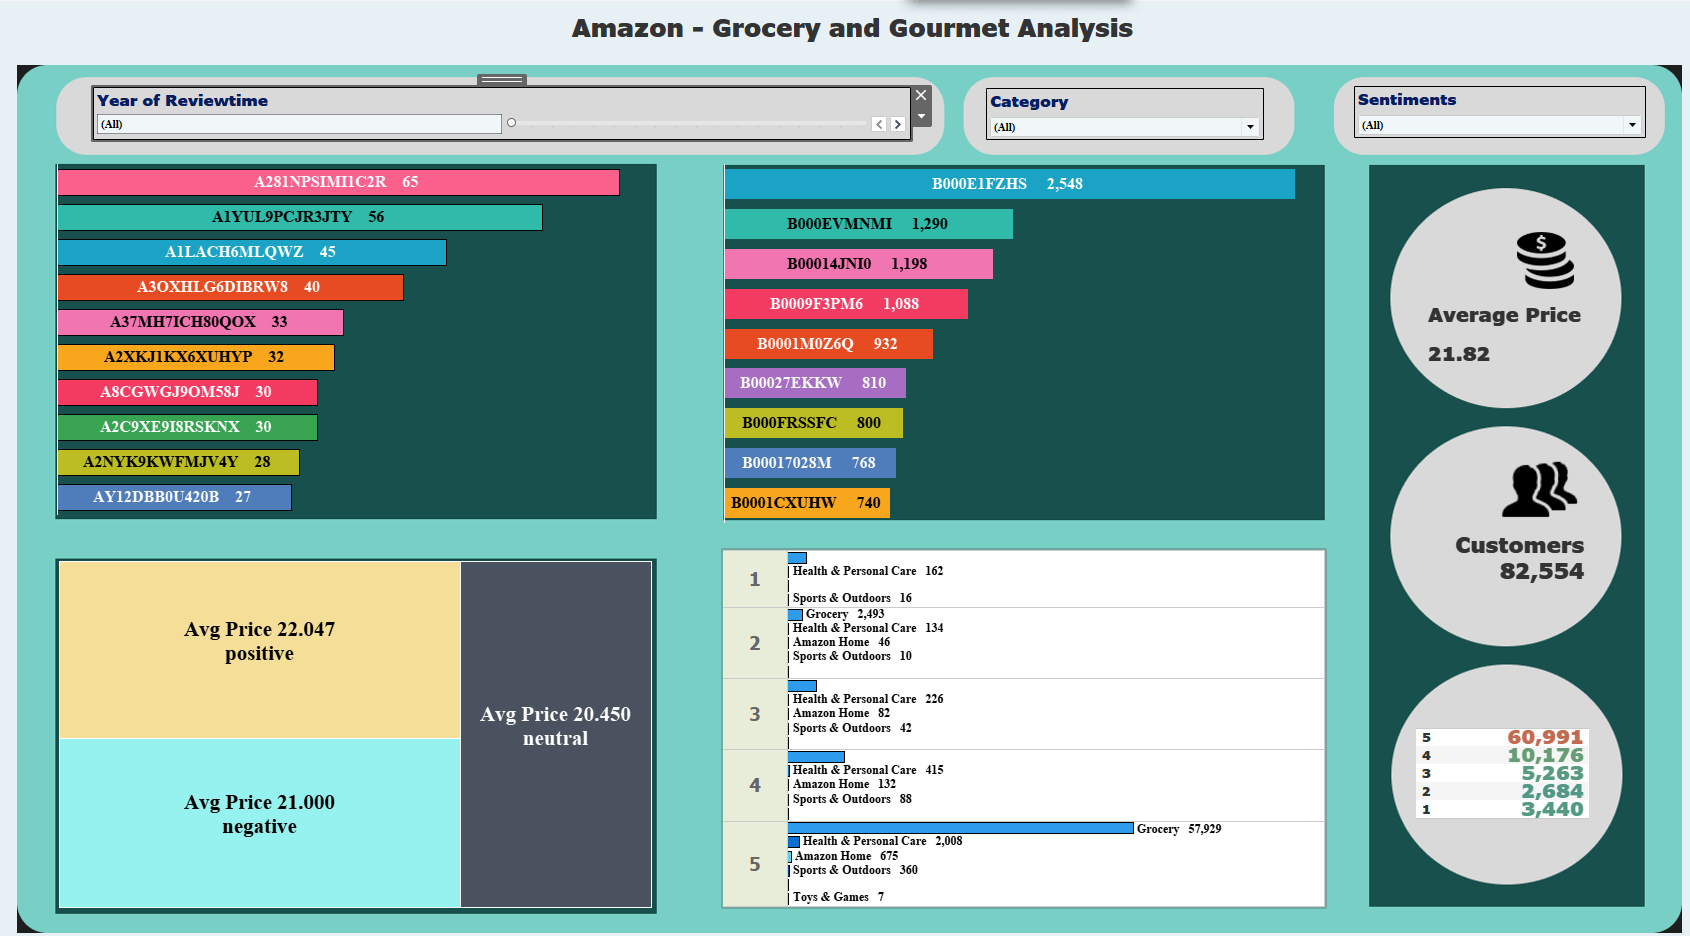 Amazon - Grocery and Gourmet Analysis
Year of Reviewtime
(All)
Category
(All)
Sentiments
(All)
A281NPSIMI1C2R 65
A1YUL9PCJR3JTY 56
A1LACH6MLQWZ 45
A3OXHLG6DIBRW8 40
A37MH7ICH80QOX 33
A2XKJ1KX6XUHYP 32
A8CGWGJ9OM58J 30
A2C9XE9I8RSKNX 30
A2NYK9KWFMJV4Y 28
AY12DBB0U420B 27
B000E1FZHS 2,548
B000EVMNMI 1,290
B00014JNI0 1,198
B0009F3PM6 1,088
B0001M0Z6Q 932
B00027EKKW 810
B000FRSSFC 800
B00017028M 768
B0001CXUHW 740
$
Average Price
21.82
Customers
82,554
5 60,991
4 10,176
3 5,263
2 2,684
1 3,440
Avg Price 22.047
positive
Avg Price 21.000
negative
Avg Price 20.450
neutral
1
Health & Personal Care 162
Sports & Outdoors 16
2
Grocery 2,493
Health & Personal Care 134
Amazon Home 46
Sports & Outdoors 10
3
Health & Personal Care 226
Amazon Home 82
Sports & Outdoors 42
4
Health & Personal Care 415
Amazon Home 132
Sports & Outdoors 88
5
Grocery 57,929
Health & Personal Care 2,008
Amazon Home 675
Sports & Outdoors 360
Toys & Games 7